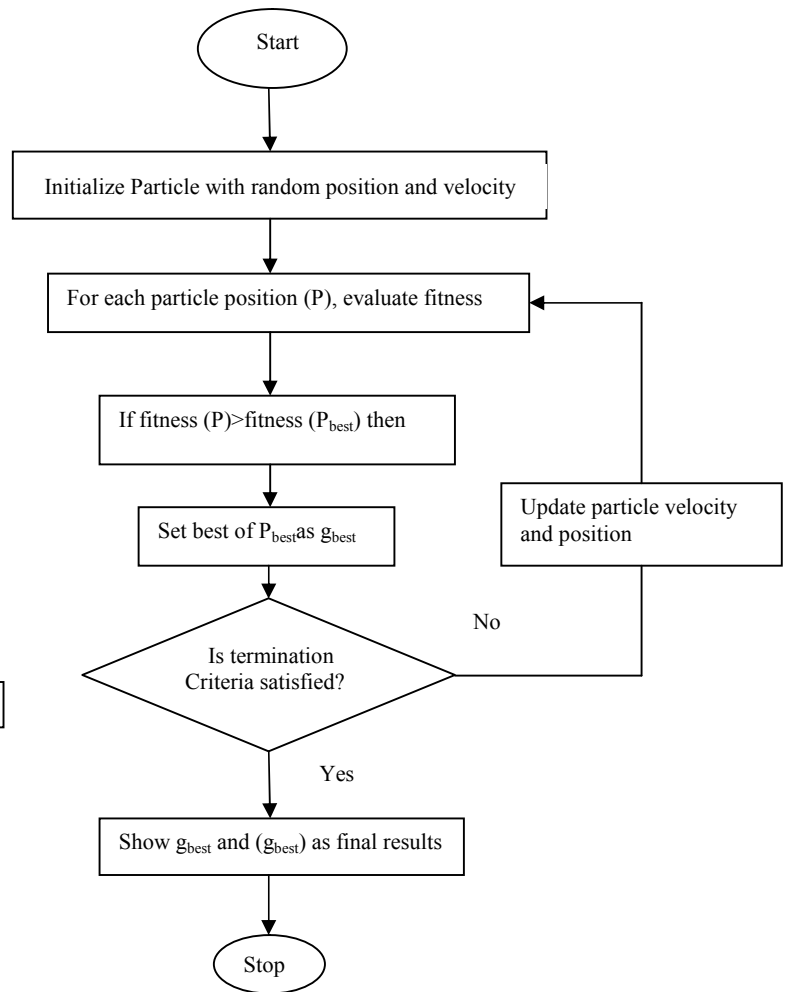 Start
Initialize Particle with random position and velocity
For each particle position (P), evaluate fitness
If fitness (P)>fitness (Pbest) then
Set best of Pbestas gbest
Update particle velocity
and position
No
Is termination
Criteria satisfied?
Yes
Show gbest and (gbest) as final results
Stop